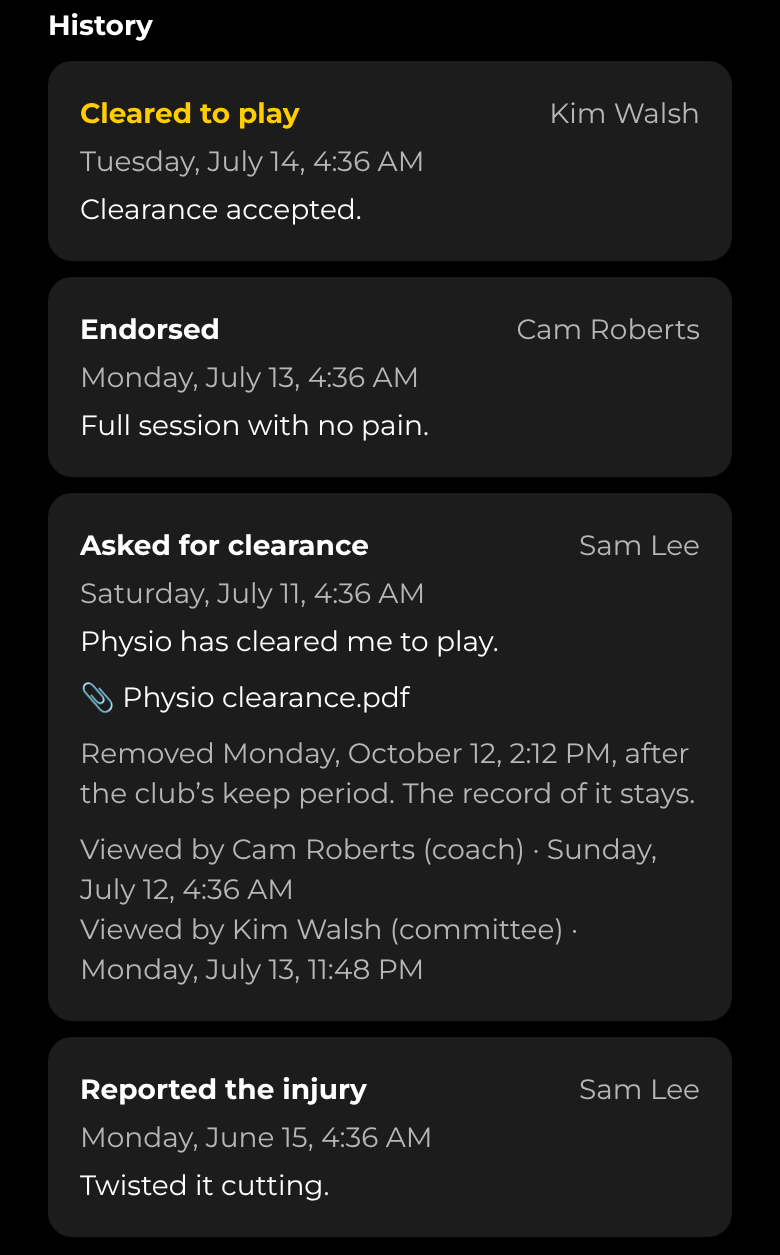 History
Cleared to play
Kim Walsh
Tuesday, July 14, 4:36 AM
Clearance accepted.
Endorsed
Cam Roberts
Monday, July 13, 4:36 AM
Full session with no pain.
Asked for clearance
Sam Lee
Saturday, July 11, 4:36 AM
Physio has cleared me to play.
📎 Physio clearance.pdf
Removed Monday, October 12, 2:12 PM, after
the club’s keep period. The record of it stays.
Viewed by Cam Roberts (coach) · Sunday,
July 12, 4:36 AM
Viewed by Kim Walsh (committee) ·
Monday, July 13, 11:48 PM
Reported the injury
Sam Lee
Monday, June 15, 4:36 AM
Twisted it cutting.